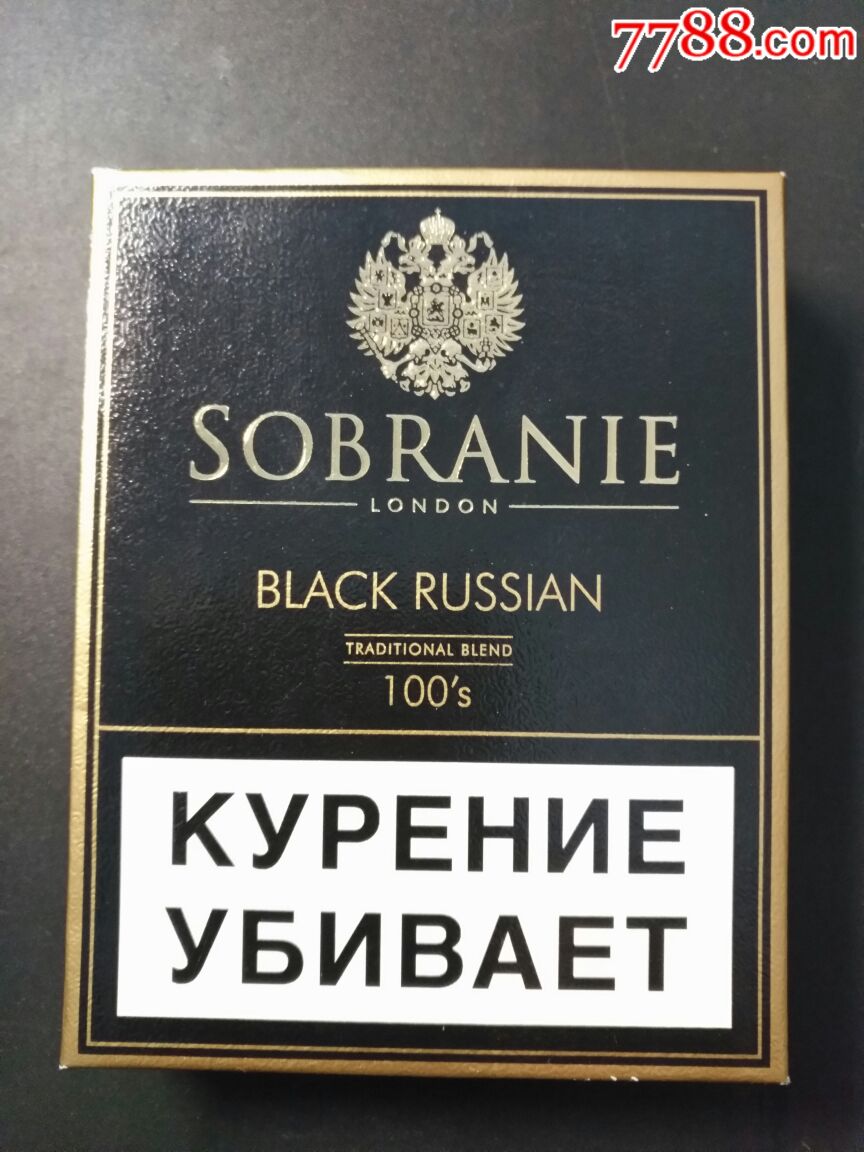 7788.com
SOBRANIE
LONDON
BLACK RUSSIAN
TRADITIONAL BLEND
100's
КУРЕНИЕ
УБИВАЕТ